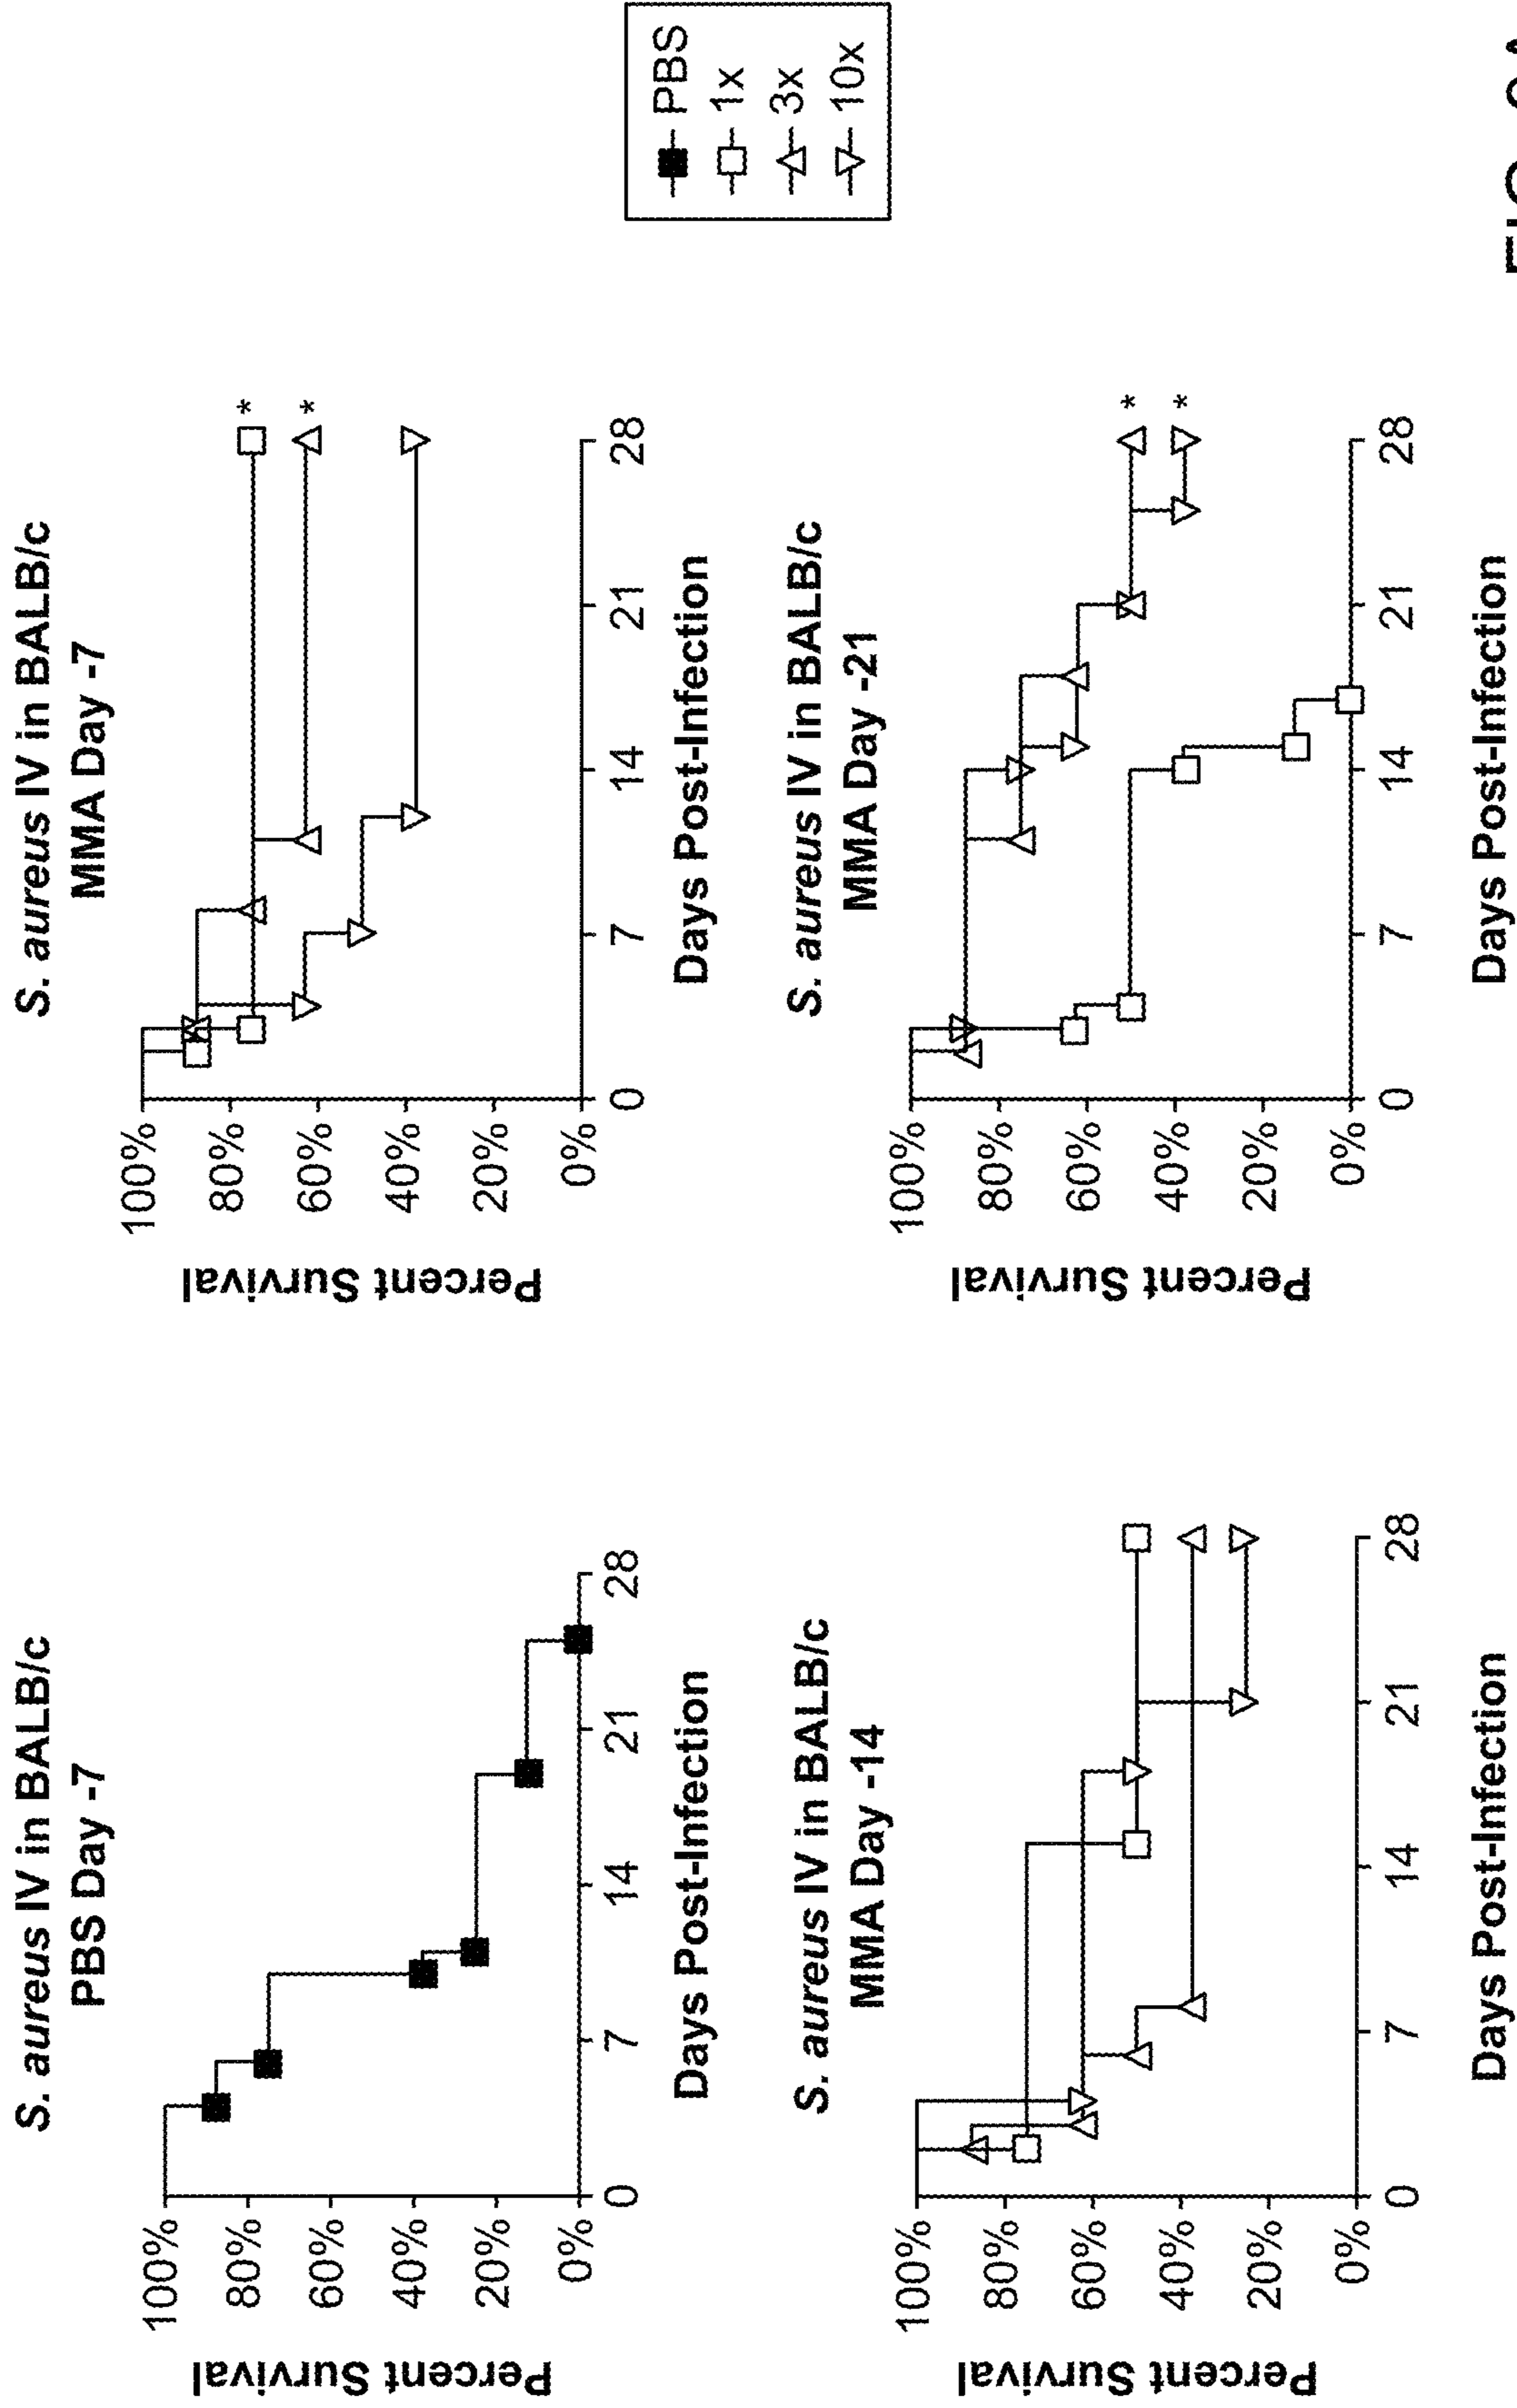 S. aureus IV in BALB/c
PBS Day -7
Percent Survival
100%
80%
60%
40%
20%
0%
0 7 14 21 28
Days Post-Infection
S. aureus IV in BALB/c
MMA Day -7
Percent Survival
100%
80%
60%
40%
20%
0%
*
*
0 7 14 21 28
Days Post-Infection
PBS
1x
3x
10x
S. aureus IV in BALB/c
MMA Day -14
Percent Survival
100%
80%
60%
40%
20%
0%
0 7 14 21 28
Days Post-Infection
S. aureus IV in BALB/c
MMA Day -21
Percent Survival
100%
80%
60%
40%
20%
0%
*
*
0 7 14 21 28
Days Post-Infection